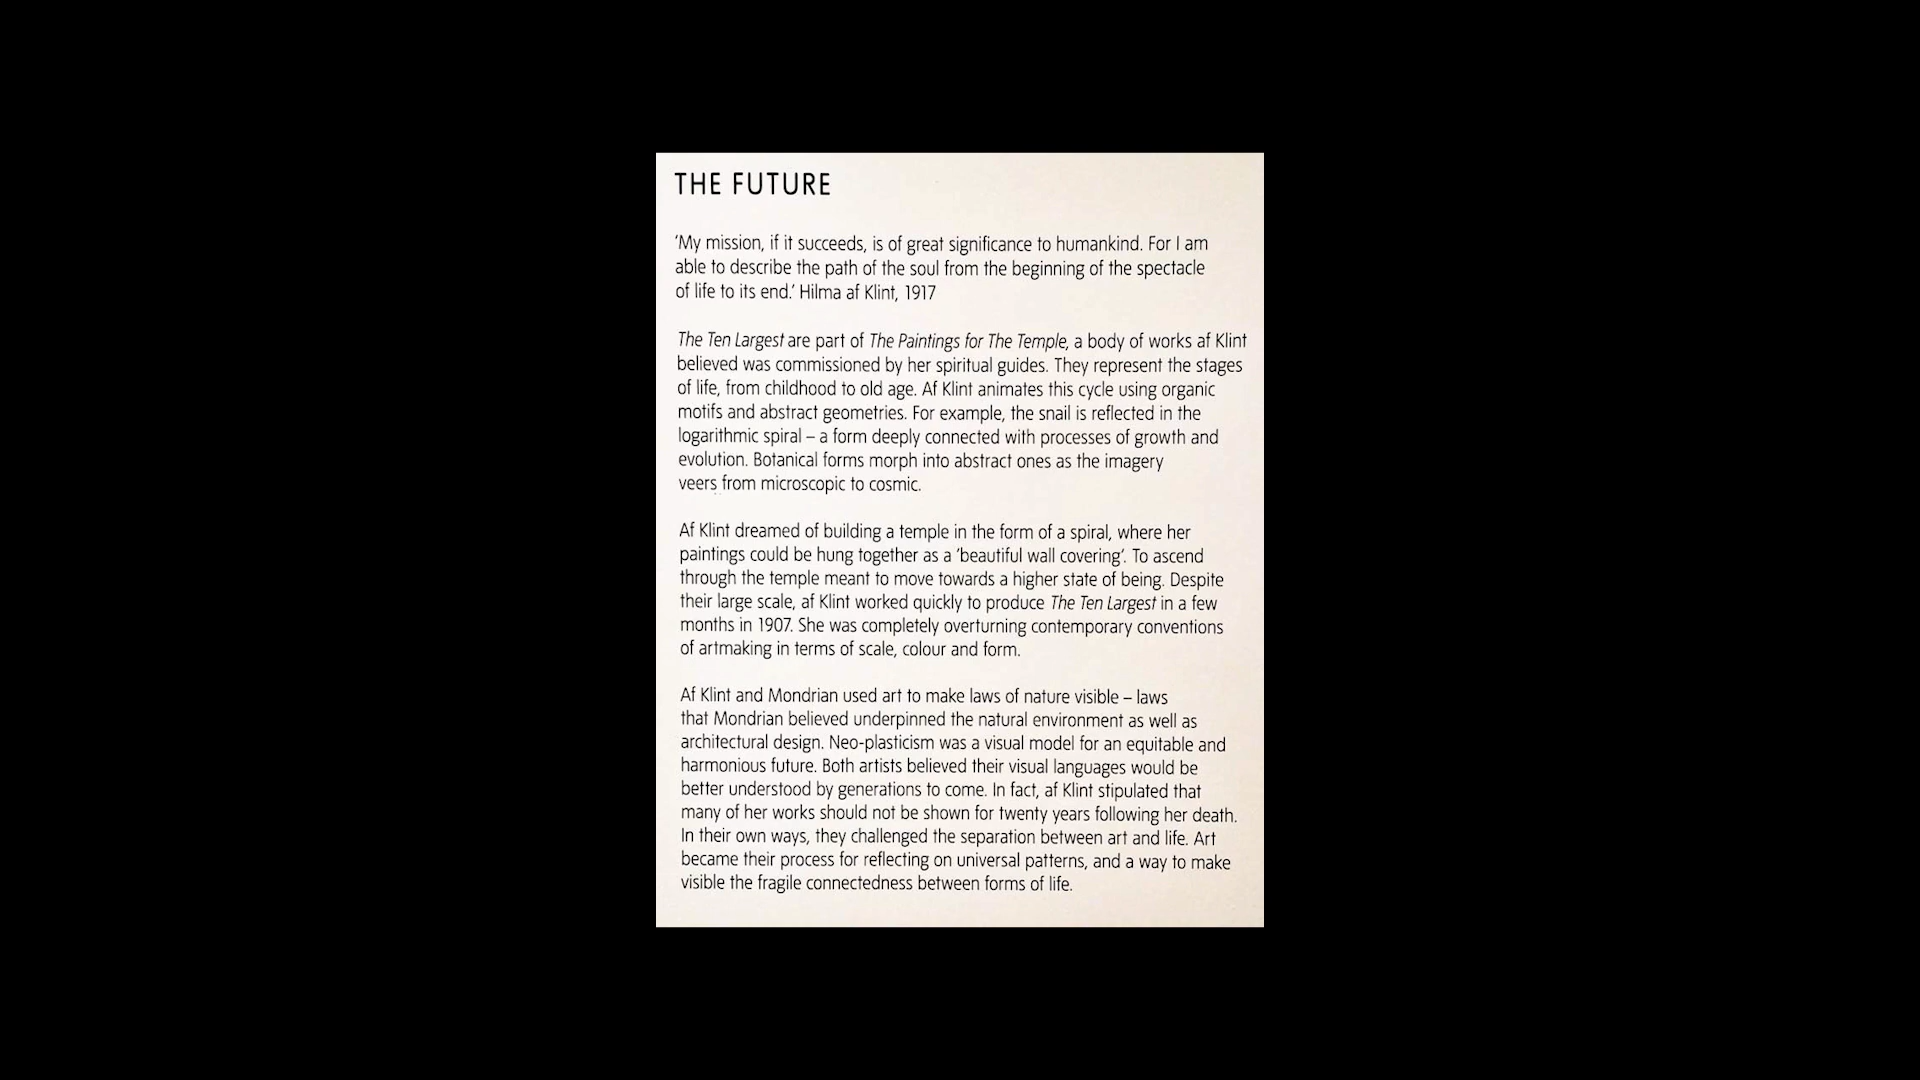 THE FUTURE
‘My mission, if it succeeds, is of great significance to humankind. For I am
able to describe the path of the soul from the beginning of the spectacle
of life to its end.’ Hilma af Klint, 1917
The Ten Largest are part of The Paintings for The Temple, a body of works af Klint
believed was commissioned by her spiritual guides. They represent the stages
of life, from childhood to old age. Af Klint animates this cycle using organic
motifs and abstract geometries. For example, the snail is reflected in the
logarithmic spiral – a form deeply connected with processes of growth and
evolution. Botanical forms morph into abstract ones as the imagery
veers from microscopic to cosmic.
Af Klint dreamed of building a temple in the form of a spiral, where her
paintings could be hung together as a ‘beautiful wall covering’. To ascend
through the temple meant to move towards a higher state of being. Despite
their large scale, af Klint worked quickly to produce The Ten Largest in a few
months in 1907. She was completely overturning contemporary conventions
of artmaking in terms of scale, colour and form.
Af Klint and Mondrian used art to make laws of nature visible – laws
that Mondrian believed underpinned the natural environment as well as
architectural design. Neo-plasticism was a visual model for an equitable and
harmonious future. Both artists believed their visual languages would be
better understood by generations to come. In fact, af Klint stipulated that
many of her works should not be shown for twenty years following her death.
In their own ways, they challenged the separation between art and life. Art
became their process for reflecting on universal patterns, and a way to make
visible the fragile connectedness between forms of life.